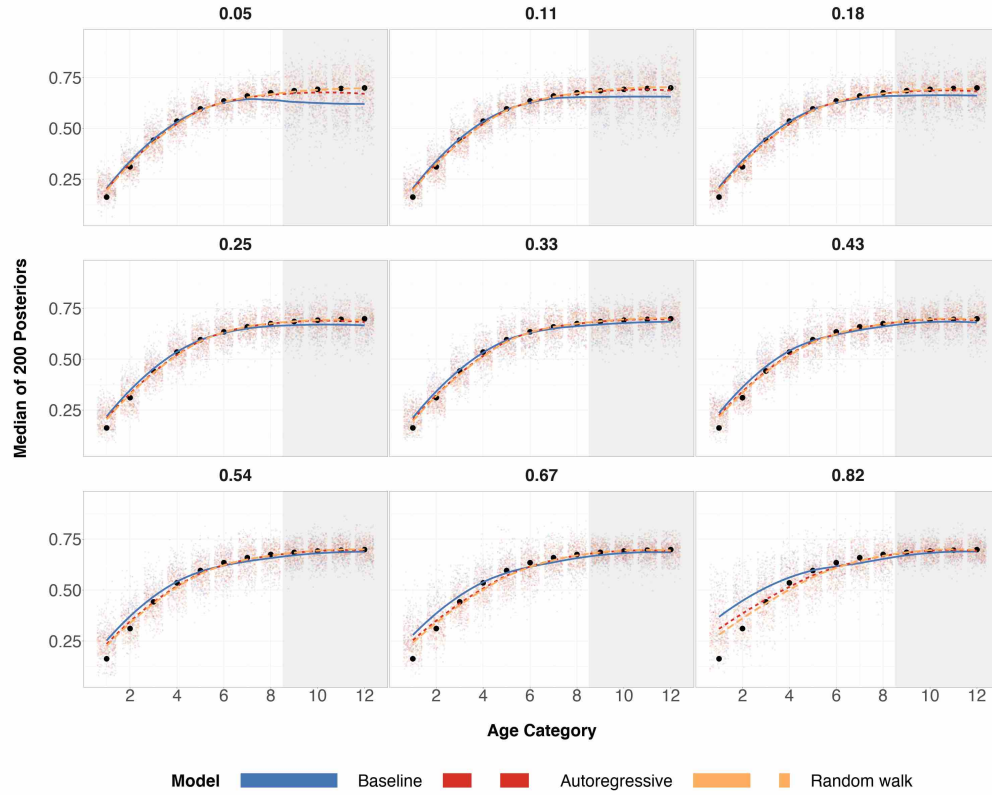 0.05 0.11 0.18
0.75
0.50
0.25
0.25 0.33 0.43
0.75
0.50
0.25
Median of 200 Posteriors
0.54 0.67 0.82
0.75
0.50
0.25
2 4 6 8 10 12 2 4 6 8 10 12 2 4 6 8 10 12
Age Category
Model Baseline Autoregressive Random walk